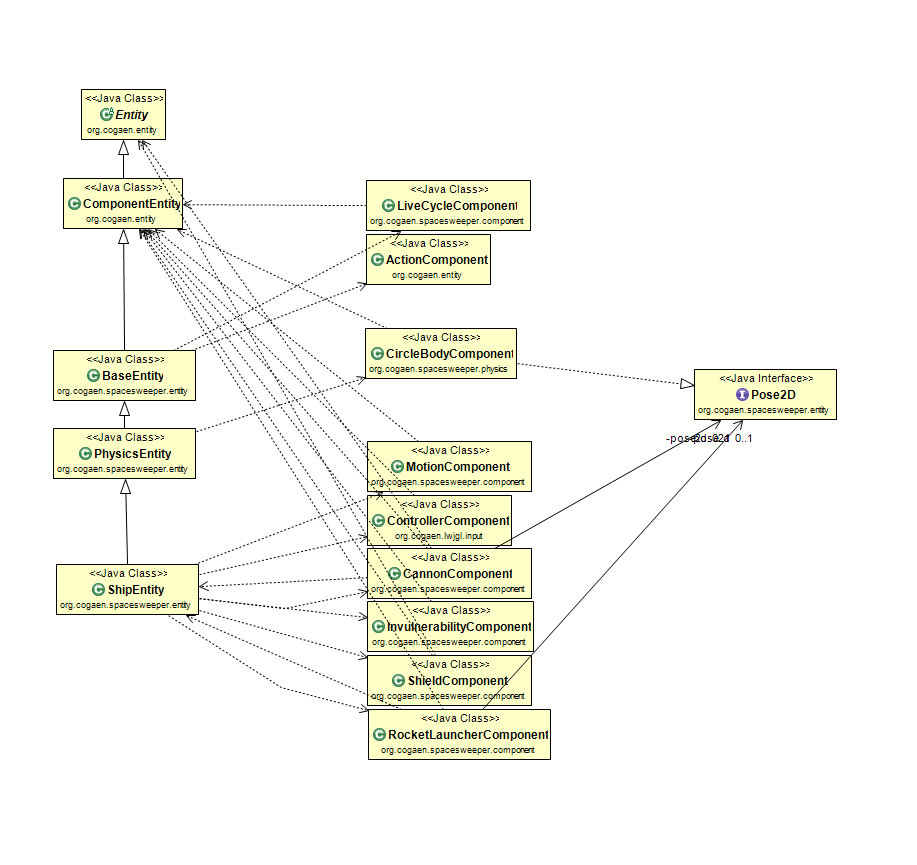 <<Java Class>>
Entity
org.cogaen.entity
<<Java Class>>
ComponentEntity
org.cogaen.entity
<<Java Class>>
LiveCycleComponent
org.cogaen.spacesweeper.component
<<Java Class>>
ActionComponent
org.cogaen.entity
<<Java Class>>
CircleBodyComponent
org.cogaen.spacesweeper.physics
<<Java Class>>
BaseEntity
org.cogaen.spacesweeper.entity
<<Java Interface>>
Pose2D
org.cogaen.spacesweeper.entity
<<Java Class>>
PhysicsEntity
org.cogaen.spacesweeper.entity
0..1
<<Java Class>>
MotionComponent
org.cogaen.spacesweeper.component
<<Java Class>>
ControllerComponent
org.cogaen.lwjgl.input
<<Java Class>>
CannonComponent
org.cogaen.spacesweeper.component
<<Java Class>>
ShipEntity
org.cogaen.spacesweeper.entity
<<Java Class>>
InvulnerabilityComponent
org.cogaen.spacesweeper.component
<<Java Class>>
ShieldComponent
org.cogaen.spacesweeper.component
<<Java Class>>
RocketLauncherComponent
org.cogaen.spacesweeper.component